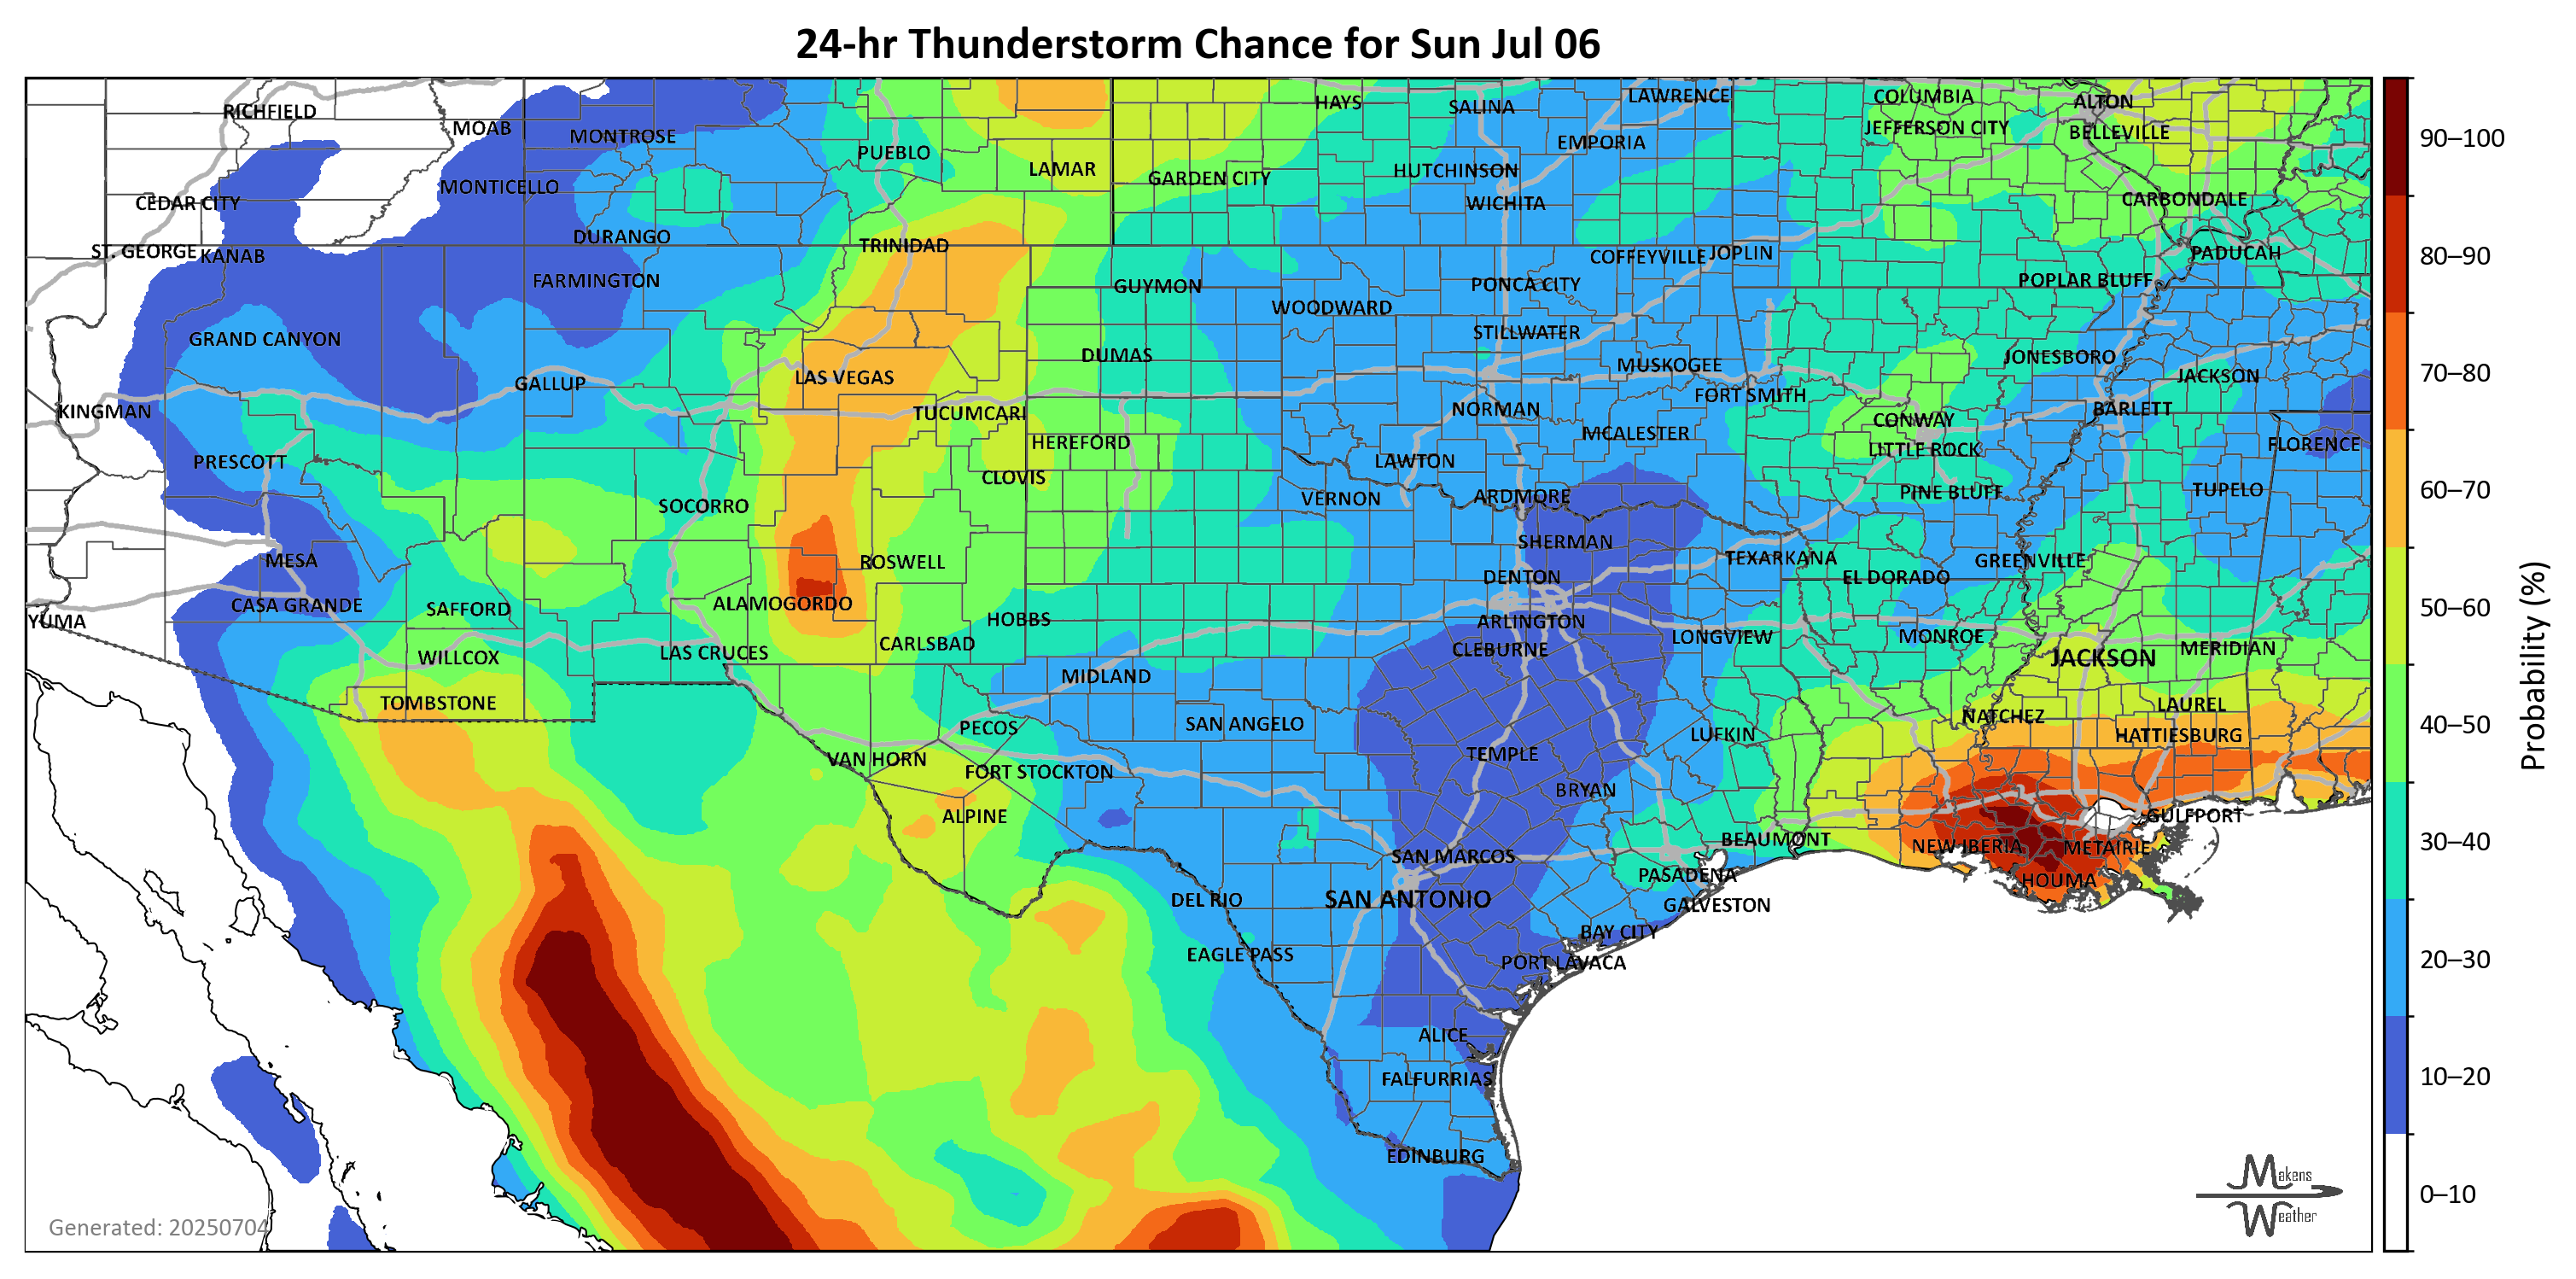 24-hr Thunderstorm Chance for Sun Jul 06
RICHFIELD
MOAB
MONTROSE
PUEBLO
LAMAR
HAYS
SALINA
LAWRENCE
COLUMBIA
ALTON
JEFFERSON CITY
BELLEVILLE
EMPORIA
HUTCHINSON
GARDEN CITY
MONTICELLO
CEDAR CITY
WICHITA
CARBONDALE
DURANGO
TRINIDAD
ST. GEORGE
KANAB
COFFEYVILLE
JOPLIN
PADUCAH
FARMINGTON
GUYMON
PONCA CITY
POPLAR BLUFF
WOODWARD
GRAND CANYON
STILLWATER
DUMAS
MUSKOGEE
JONESBORO
GALLUP
LAS VEGAS
JACKSON
KINGMAN
TUCUMCARI
NORMAN
FORT SMITH
BARLETT
CONWAY
HEREFORD
MCALESTER
LITTLE ROCK
FLORENCE
PRESCOTT
CLOVIS
LAWTON
SOCORRO
VERNON
ARDMORE
PINE BLUFF
TUPELO
MESA
ROSWELL
SHERMAN
TEXARKANA
GREENVILLE
DENTON
EL DORADO
CASA GRANDE
SAFFORD
ALAMOGORDO
HOBBS
YUMA
ARLINGTON
CARLSBAD
CLEBURNE
LONGVIEW
MONROE
WILLCOX
LAS CRUCES
JACKSON
MERIDIAN
MIDLAND
TOMBSTONE
PECOS
SAN ANGELO
NATCHEZ
LAUREL
LUFKIN
HATTIESBURG
VAN HORN
FORT STOCKTON
TEMPLE
BRYAN
ALPINE
GULFPORT
BEAUMONT
NEW IBERIA
METAIRIE
SAN MARCOS
PASADENA
HOUMA
DEL RIO
SAN ANTONIO
GALVESTON
BAY CITY
EAGLE PASS
PORT LAVACA
ALICE
FALFURRIAS
EDINBURG
Generated: 20250704
Makens
Weather
90–100
80–90
70–80
60–70
50–60
40–50
30–40
20–30
10–20
0–10
Probability (%)